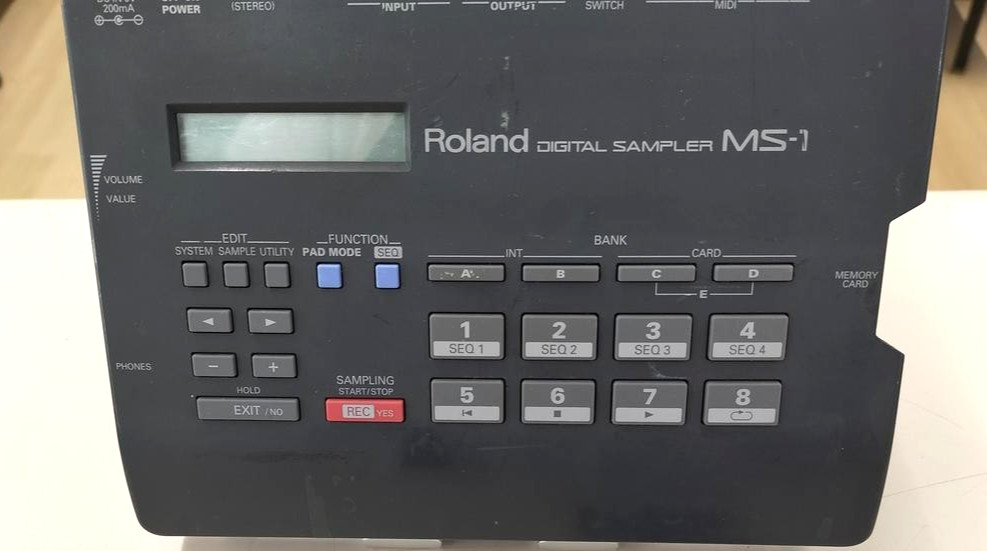 200mA
POWER
(STEREO)
INPUT
OUTPUT
SWITCH
MIDI
Roland DIGITAL SAMPLER MS-1
VOLUME
VALUE
EDIT
FUNCTION
BANK
SYSTEM SAMPLE UTILITY PAD MODE SEQ
INT
CARD
A B C D
E
MEMORY
CARD
1 2 3 4
SEQ 1 SEQ 2 SEQ 3 SEQ 4
PHONES
- +
HOLD
EXIT / NO
SAMPLING
START/STOP
REC YES
5 6 7 8